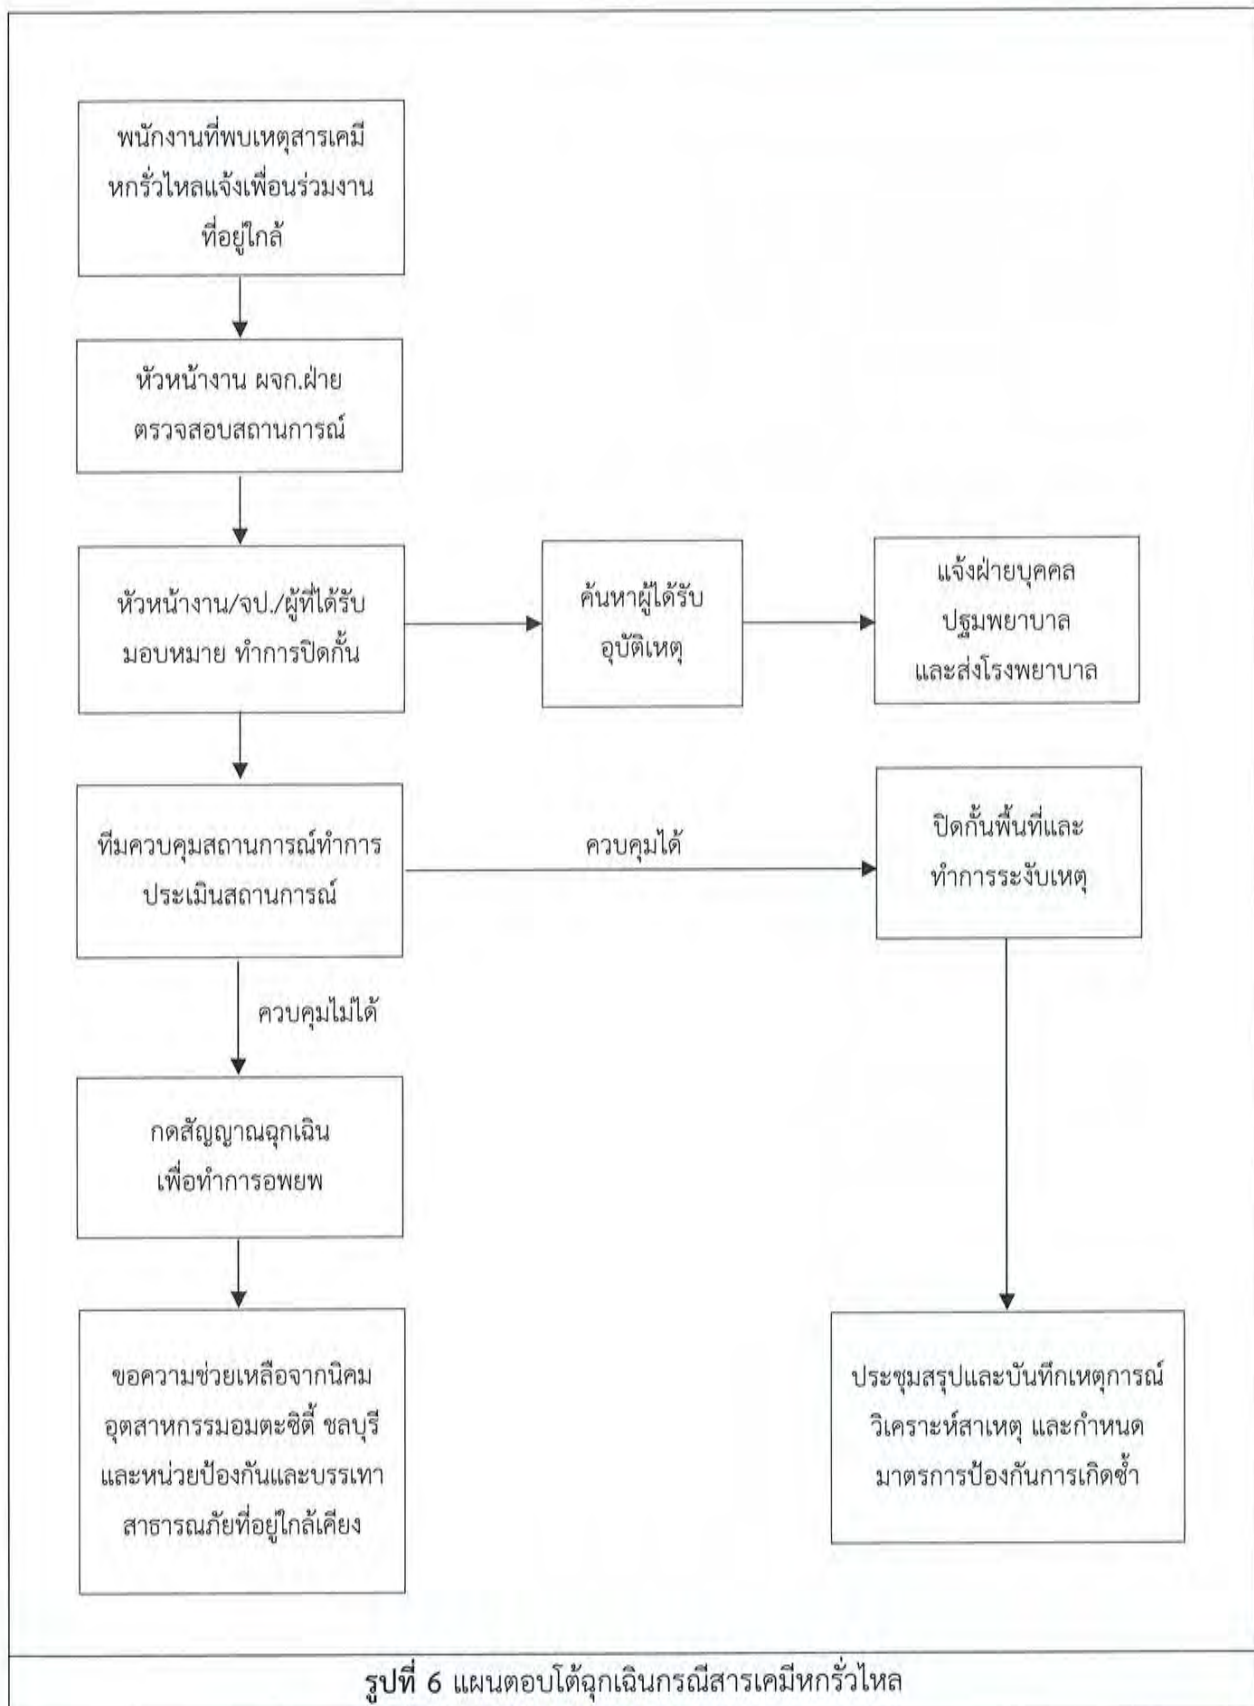 พนักงานที่พบเหตุสารเคมี
หกรั่วไหลแจ้งเพื่อนร่วมงาน
ที่อยู่ใกล้
หัวหน้างาน ผจก.ฝ่าย
ตรวจสอบสถานการณ์
หัวหน้างาน/จป./ผู้ที่ได้รับ
มอบหมาย ทำการปิดกั้น
ค้นหาผู้ได้รับ
อุบัติเหตุ
แจ้งฝ่ายบุคคล
ปฐมพยาบาล
และส่งโรงพยาบาล
ทีมควบคุมสถานการณ์ทำการ
ประเมินสถานการณ์
ควบคุมได้
ปิดกั้นพื้นที่และ
ทำการระงับเหตุ
ควบคุมไม่ได้
กดสัญญาณฉุกเฉิน
เพื่อทำการอพยพ
ขอความช่วยเหลือจากนิคม
อุตสาหกรรมอมตะซิตี้ ชลบุรี
และหน่วยป้องกันและบรรเทา
สาธารณภัยที่อยู่ใกล้เคียง
ประชุมสรุปและบันทึกเหตุการณ์
วิเคราะห์สาเหตุ และกำหนด
มาตรการป้องกันการเกิดซ้ำ
รูปที่ 6 แผนตอบโต้ฉุกเฉินกรณีสารเคมีหกรั่วไหล